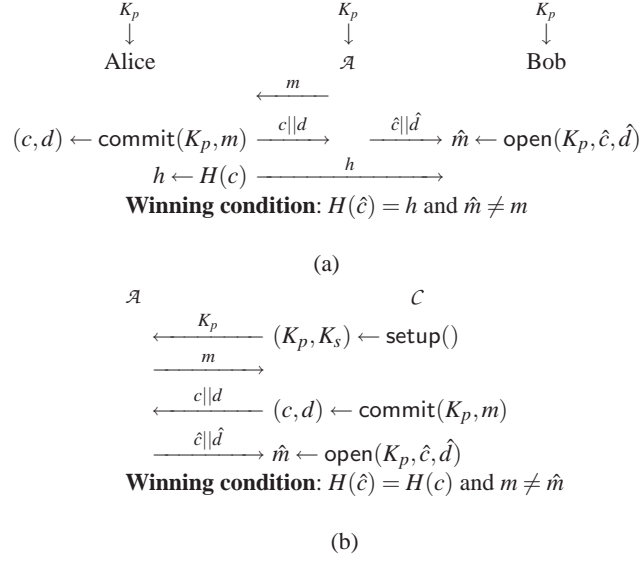 K_p K_p K_p
↓ ↓ ↓
Alice 𝒜 Bob
←m
(c,d) ← commit(K_p,m) c||d→ ĉ||d̂→ m̂ ← open(K_p,ĉ,d̂)
h ← H(c) h→
Winning condition: H(ĉ) = h and m̂ ≠ m
(a)
𝒜 𝒞
←K_p (K_p,K_s) ← setup()
m→
←c||d (c,d) ← commit(K_p,m)
ĉ||d̂→ m̂ ← open(K_p,ĉ,d̂)
Winning condition: H(ĉ) = H(c) and m ≠ m̂
(b)